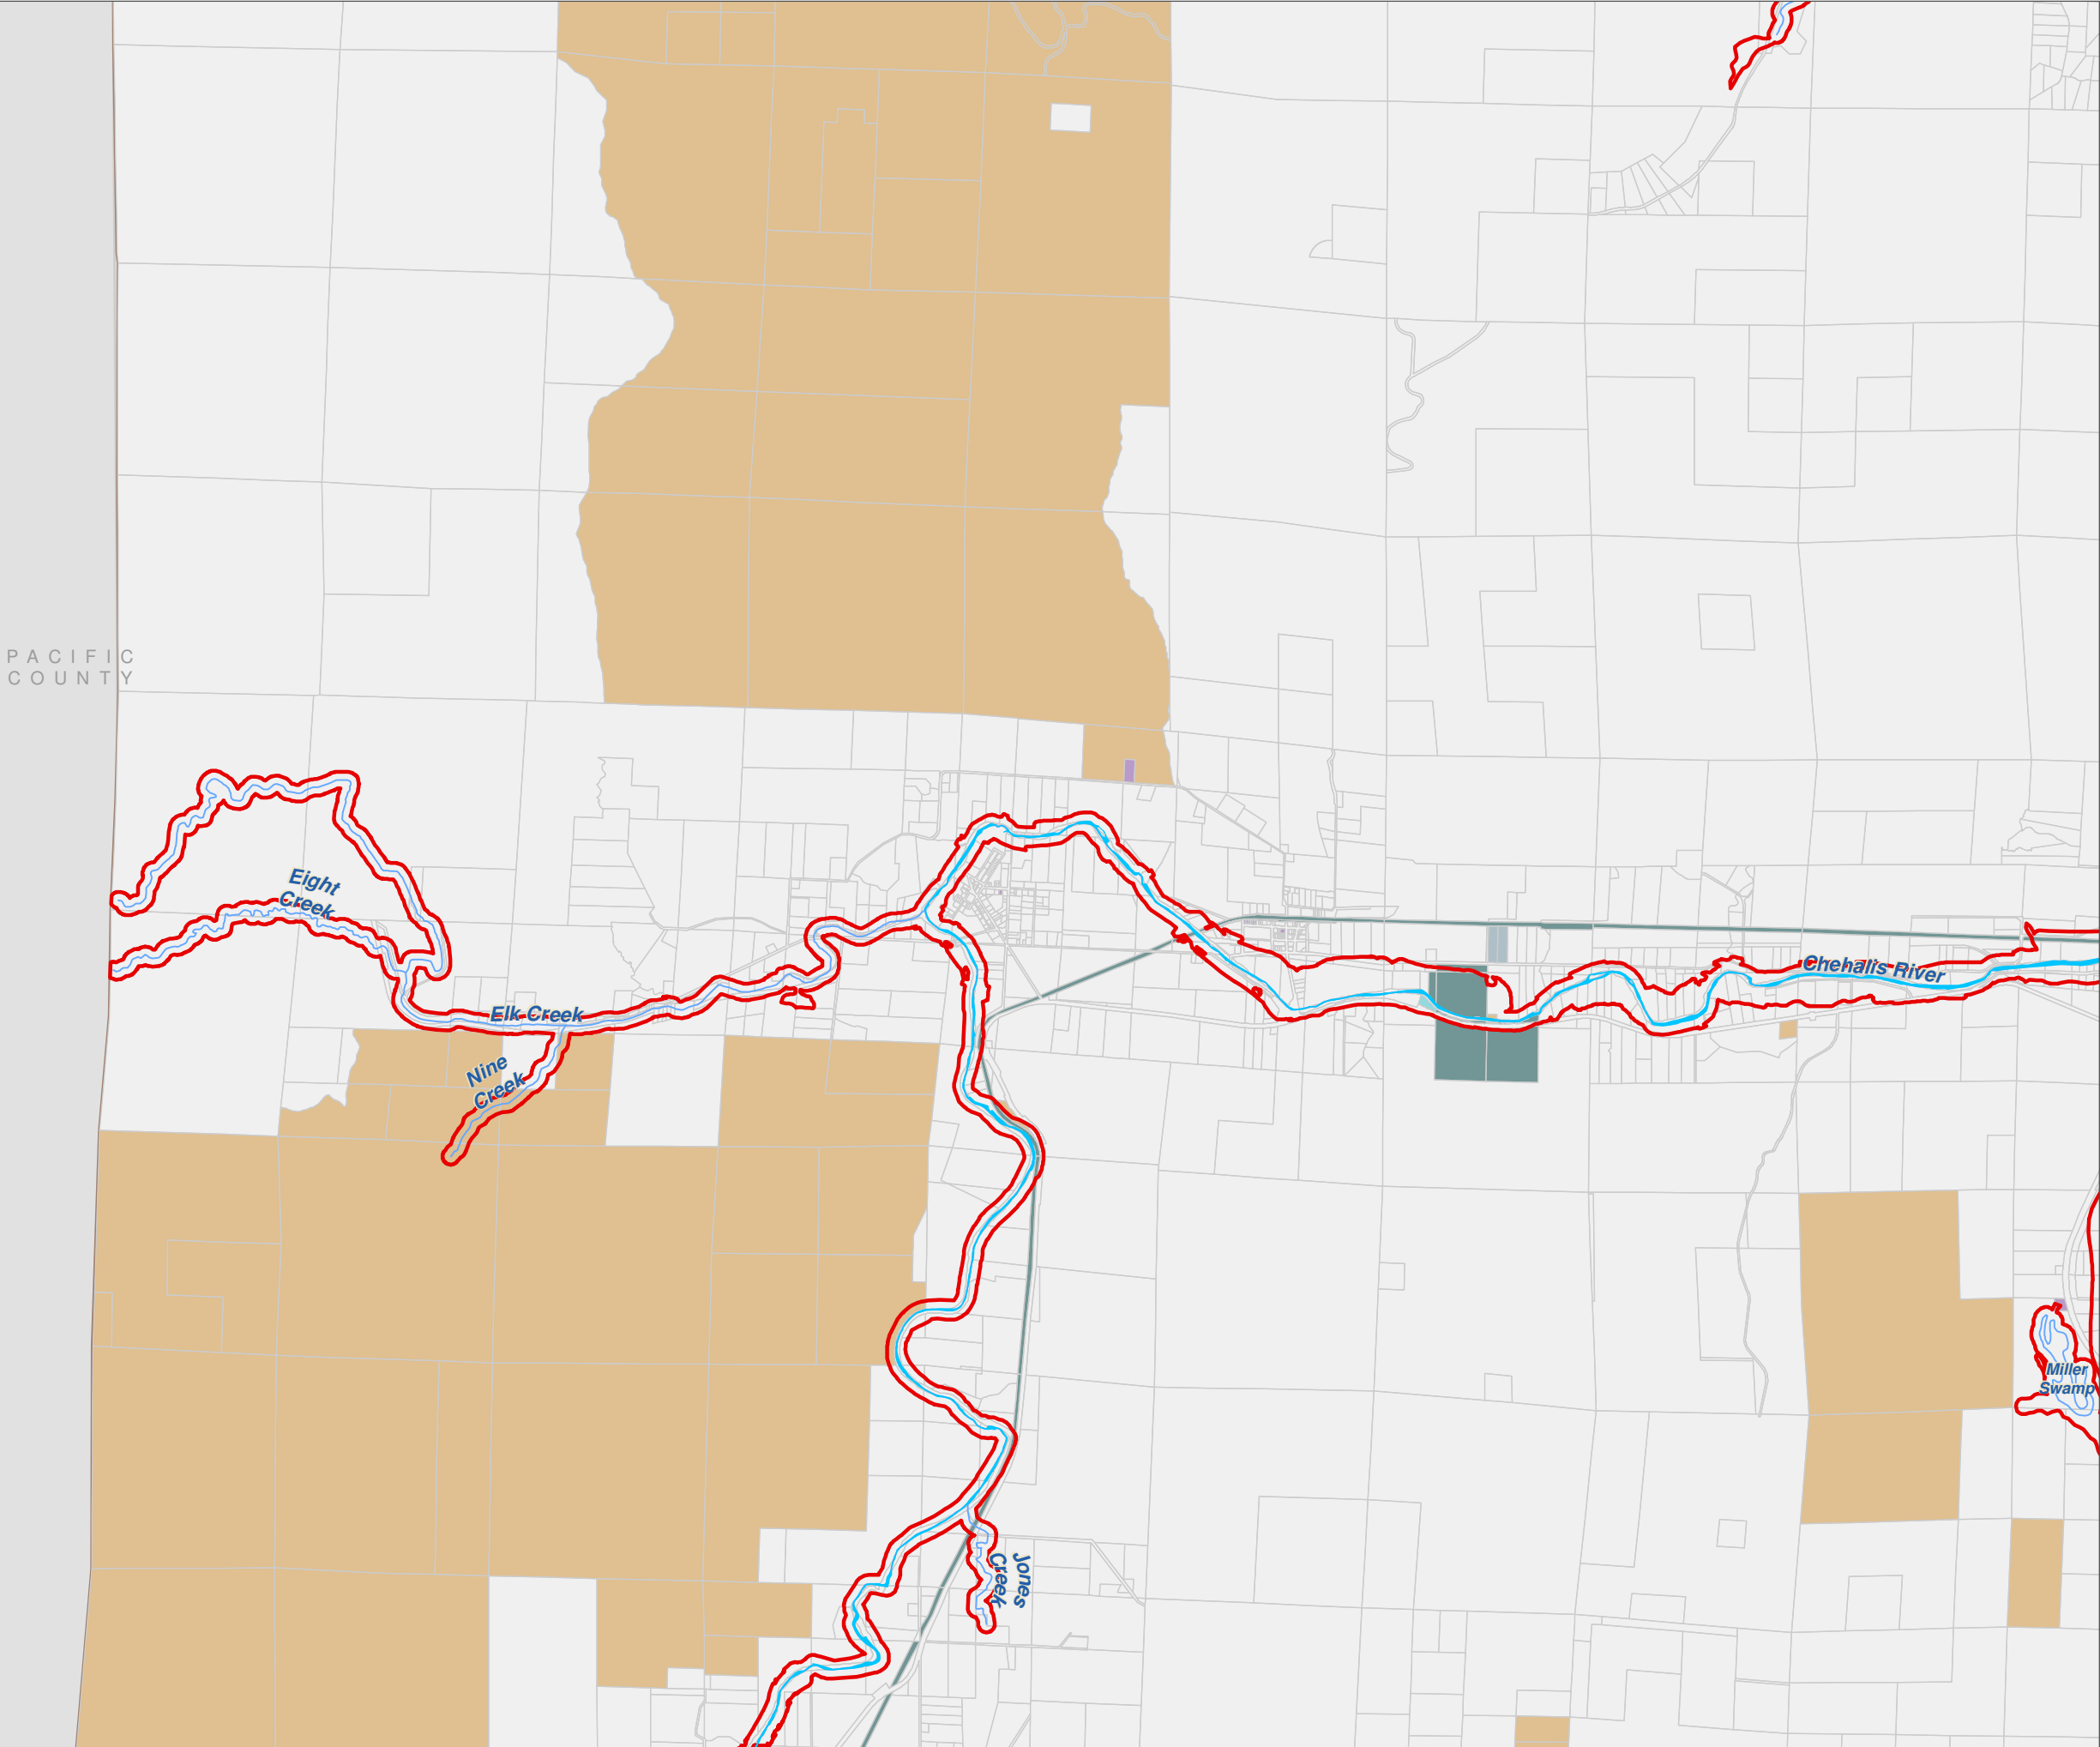 PACIFIC
COUNTY
Eight
Creek
Elk Creek
Nine
Creek
Chehalis River
Miller
Swamp
Jones
Creek